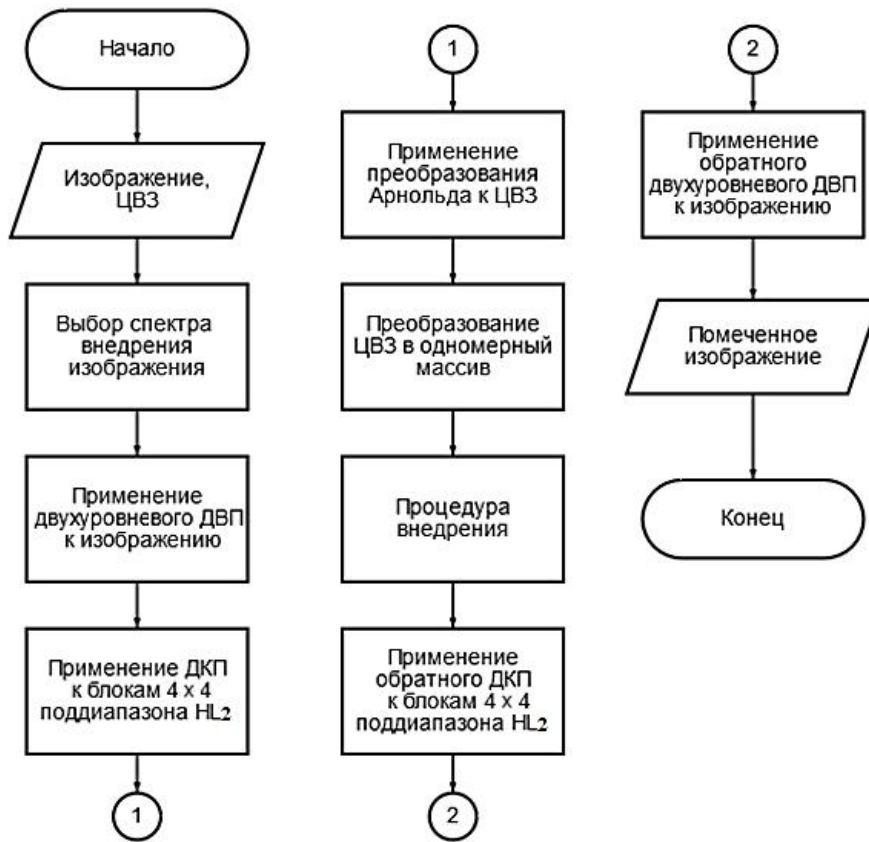 Начало
Изображение,
ЦВЗ
Выбор спектра
внедрения
изображения
Применение
двухуровневого ДВП
к изображению
Применение ДКП
к блокам 4 x 4
поддиапазона HL2
1
1
Применение
преобразования
Арнольда к ЦВЗ
Преобразование
ЦВЗ в одномерный
массив
Процедура
внедрения
Применение
обратного ДКП
к блокам 4 x 4
поддиапазона HL2
2
2
Применение
обратного
двухуровневого ДВП
к изображению
Помеченное
изображение
Конец